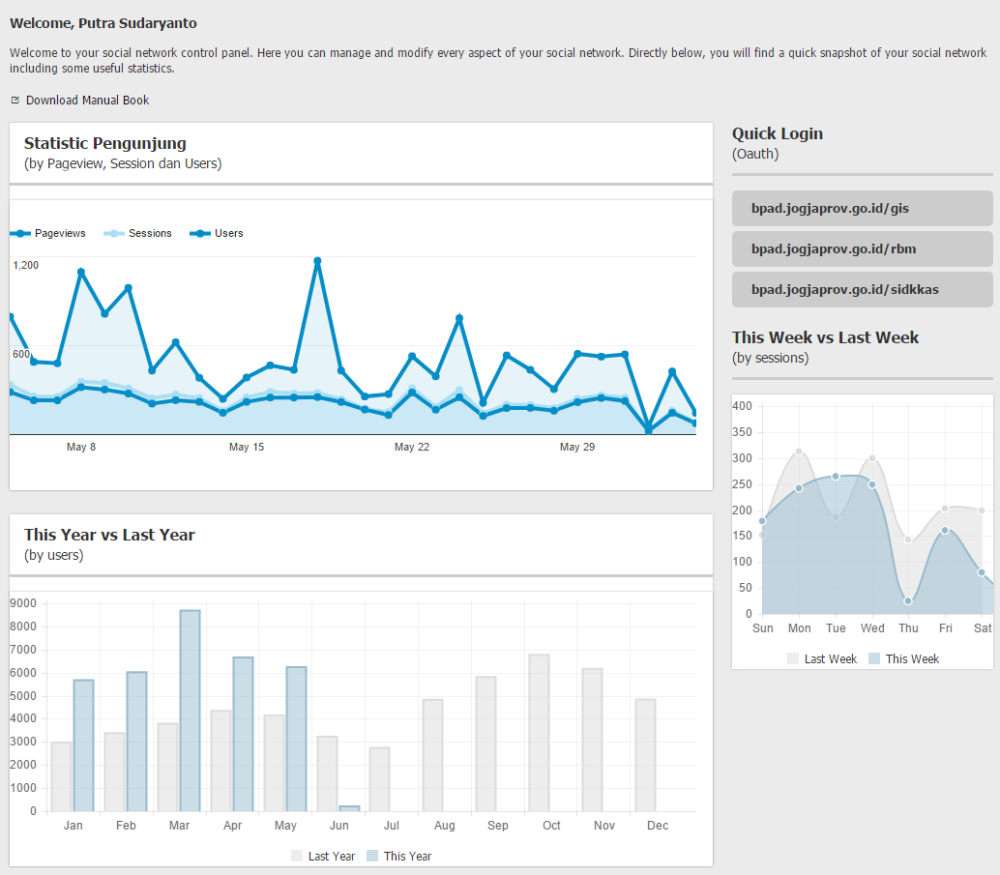 Welcome, Putra Sudaryanto
Welcome to your social network control panel. Here you can manage and modify every aspect of your social network. Directly below, you will find a quick snapshot of your social network
including some useful statistics.
Download Manual Book
Statistic Pengunjung
(by Pageview, Session dan Users)
Pageviews Sessions Users
1,200
600
May 8 May 15 May 22 May 29
This Year vs Last Year
(by users)
9000
8000
7000
6000
5000
4000
3000
2000
1000
0
Jan Feb Mar Apr May Jun Jul Aug Sep Oct Nov Dec
Last Year This Year
Quick Login
(Oauth)
bpad.jogjaprov.go.id/gis
bpad.jogjaprov.go.id/rbm
bpad.jogjaprov.go.id/sidkkas
This Week vs Last Week
(by sessions)
400
350
300
250
200
150
100
50
0
Sun Mon Tue Wed Thu Fri Sat
Last Week This Week